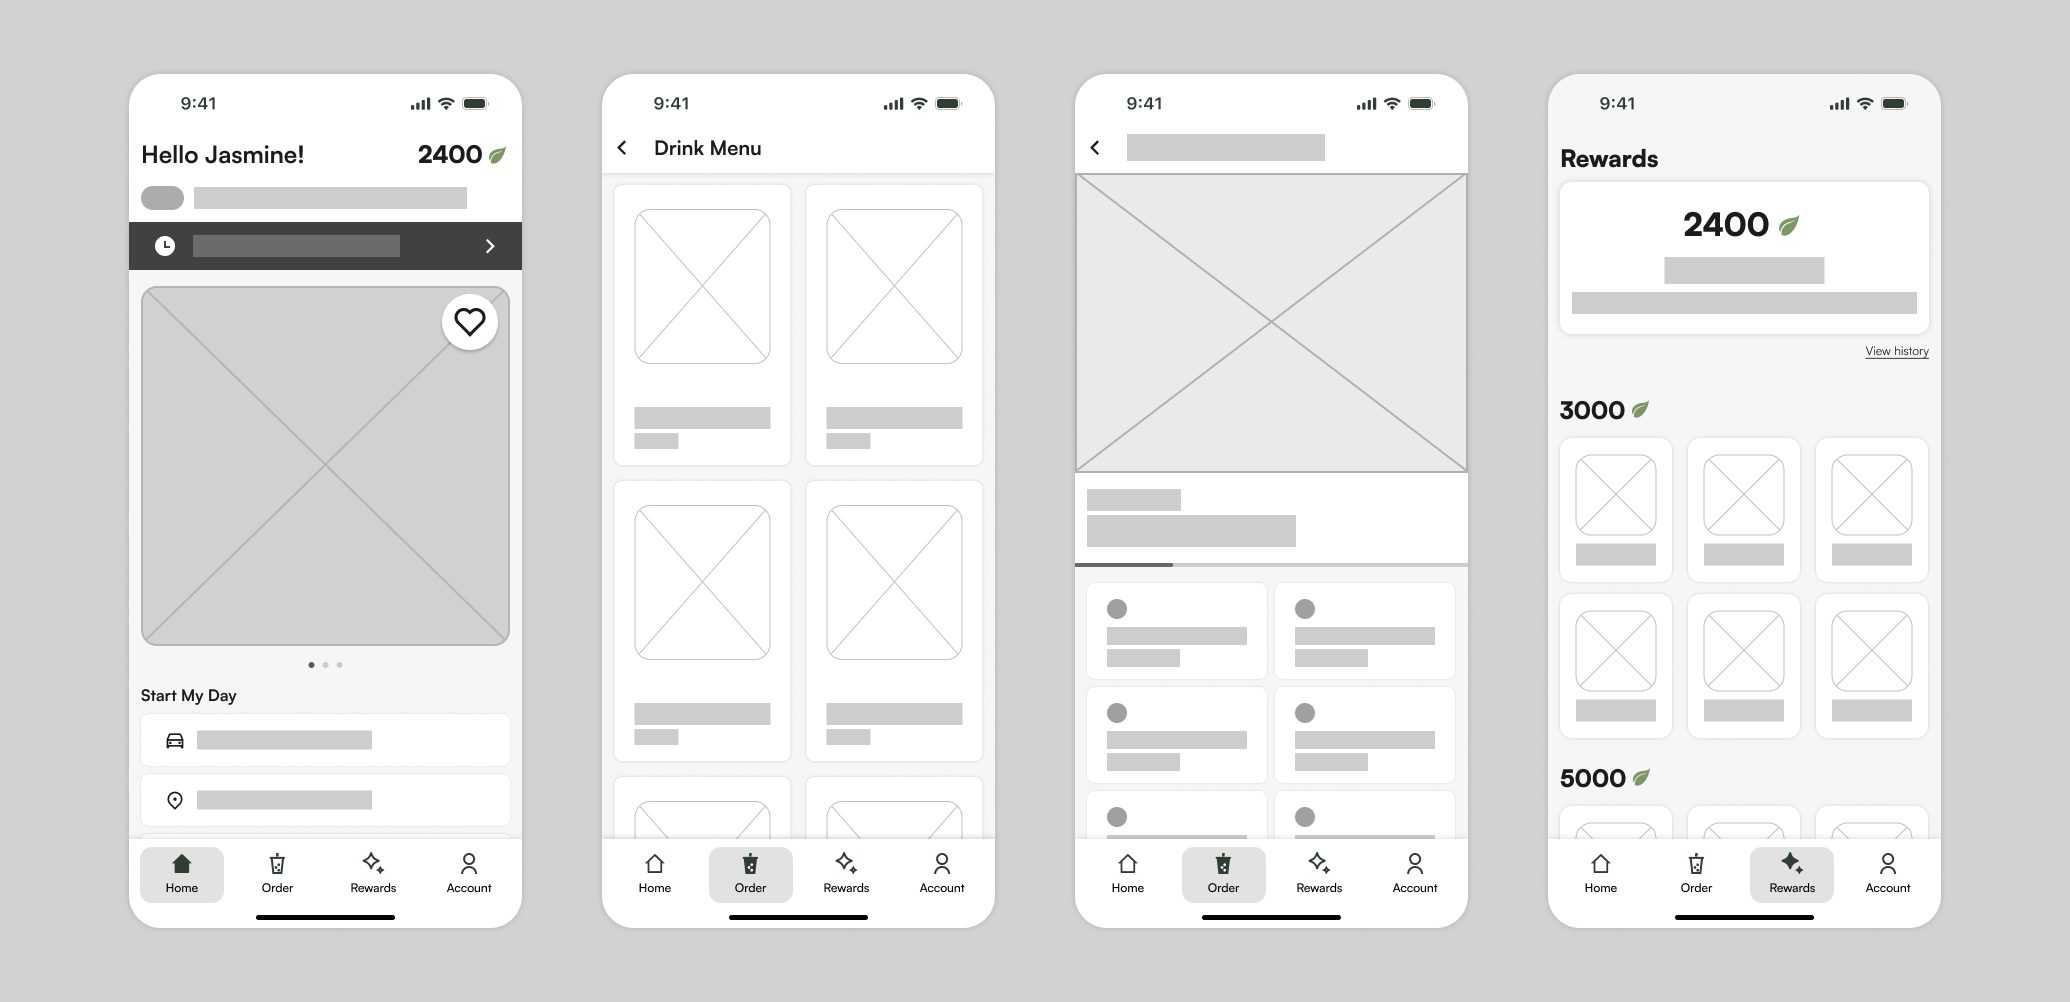 9:41
Hello Jasmine!
2400
Start My Day
Home
Order
Rewards
Account
9:41
Drink Menu
Home
Order
Rewards
Account
9:41
Home
Order
Rewards
Account
9:41
Rewards
2400
View history
3000
5000
Home
Order
Rewards
Account